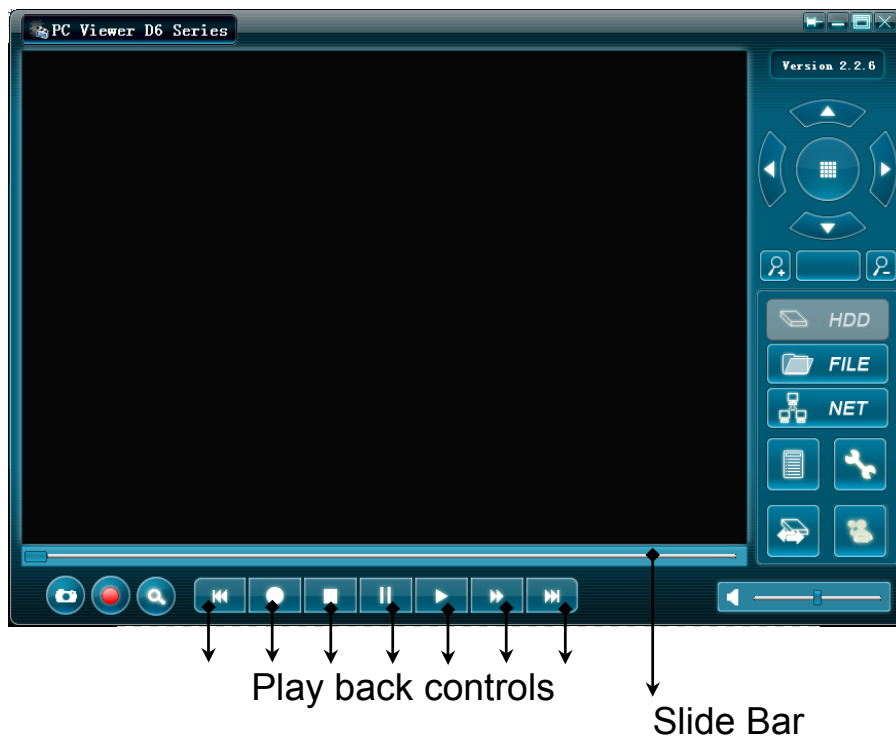 PC Viewer D6 Series
Version 2.2.6
HDD
FILE
NET
Play back controls
Slide Bar